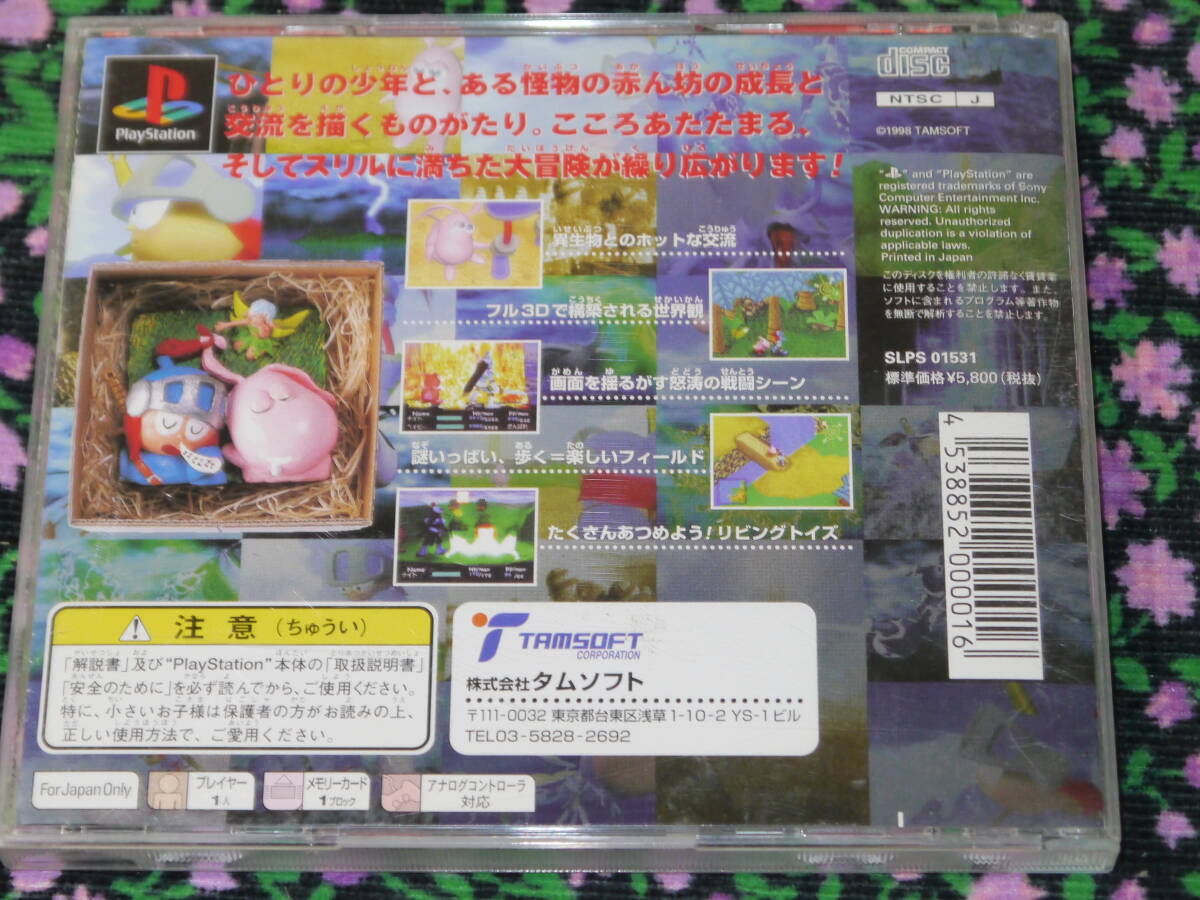 PlayStation
ひとりの少年と、ある怪物の赤ん坊の成長と
交流を描くものがたり。こころあたたまる、
そしてスリルに満ちた大冒険が繰り広がります!
COMPACT
disc
NTSC J
©1998 TAMSOFT
" " and "PlayStation" are
registered trademarks of Sony
Computer Entertainment Inc.
WARNING: All rights
reserved. Unauthorized
duplication is a violation of
applicable laws.
Printed in Japan
このディスクを権利者の許諾なく賃貸業
に使用することを禁止します。また、
ソフトに含まれるプログラム等著作物
を無断で解析することを禁止します。
SLPS 01531
標準価格¥5,800(税抜)
4 538852 000016
異生物とのホットな交流
フル3Dで構築される世界観
画面を揺るがす怒涛の戦闘シーン
謎いっぱい、歩く=楽しいフィールド
たくさんあつめよう!リビングトイズ
注意(ちゅうい)
「解説書」及び"PlayStation"本体の「取扱説明書」
「安全のために」を必ず読んでから、ご使用ください。
特に、小さいお子様は保護者の方がお読みの上、
正しい使用方法で、ご愛用ください。
TAMSOFT
CORPORATION
株式会社タムソフト
〒111-0032 東京都台東区浅草1-10-2 YS-1ビル
TEL03-5828-2692
For Japan Only
プレイヤー
1人
メモリーカード
1ブロック
アナログコントローラ
対応